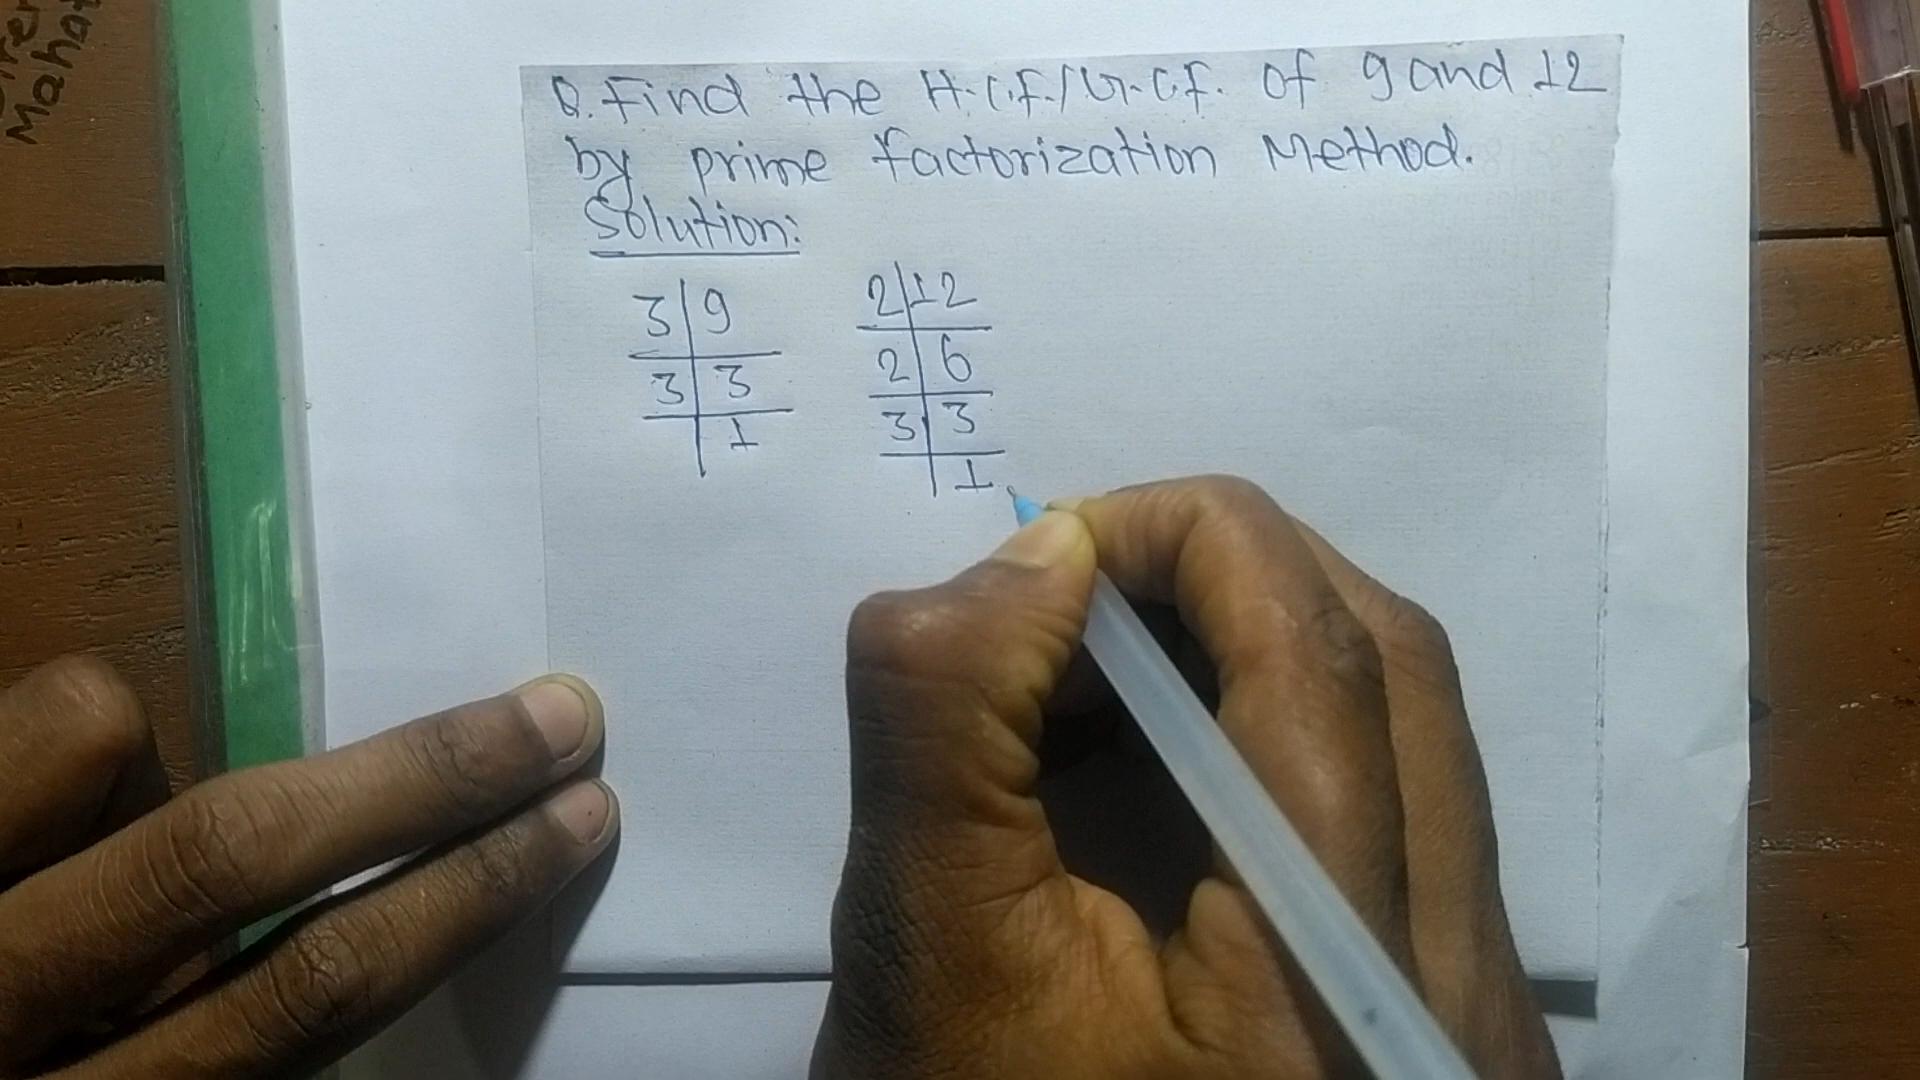 Q. Find the H.C.F./G.C.F. of 9 and 12
by prime factorization Method.
Solution:
3 | 9
3 | 3
1
2 | 12
2 | 6
3 | 3
1
Mahat